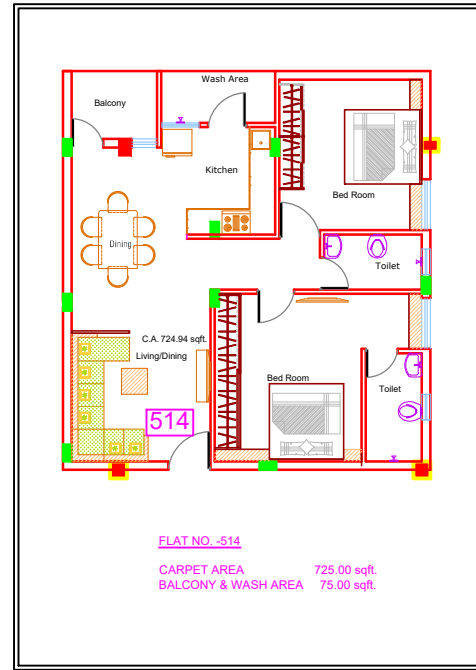 Wash Area
Balcony
Kitchen
Bed Room
Dining
Toilet
C.A. 724.94 sqft.
Living/Dining
Bed Room
Toilet
514
FLAT NO. -514
CARPET AREA 725.00 sqft.
BALCONY & WASH AREA 75.00 sqft.